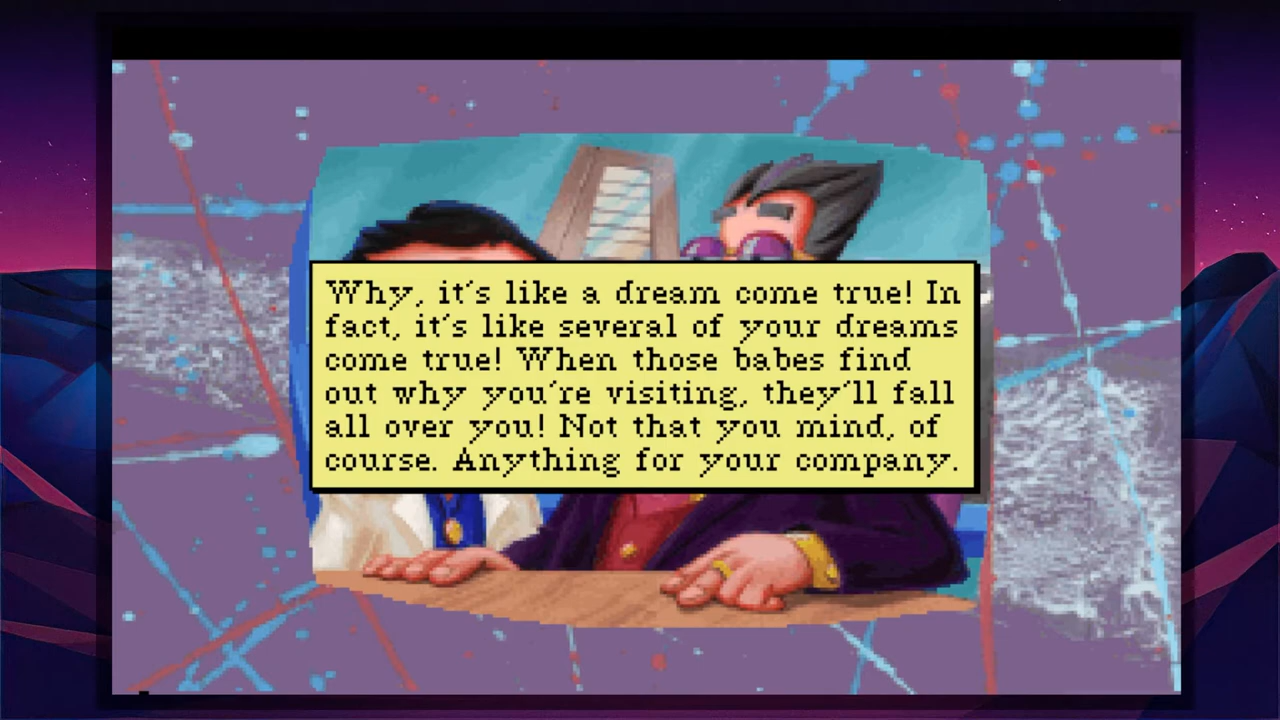 Why, it's like a dream come true! In
fact, it's like several of your dreams
come true! When those babes find
out why you're visiting, they'll fall
all over you! Not that you mind, of
course. Anything for your company.